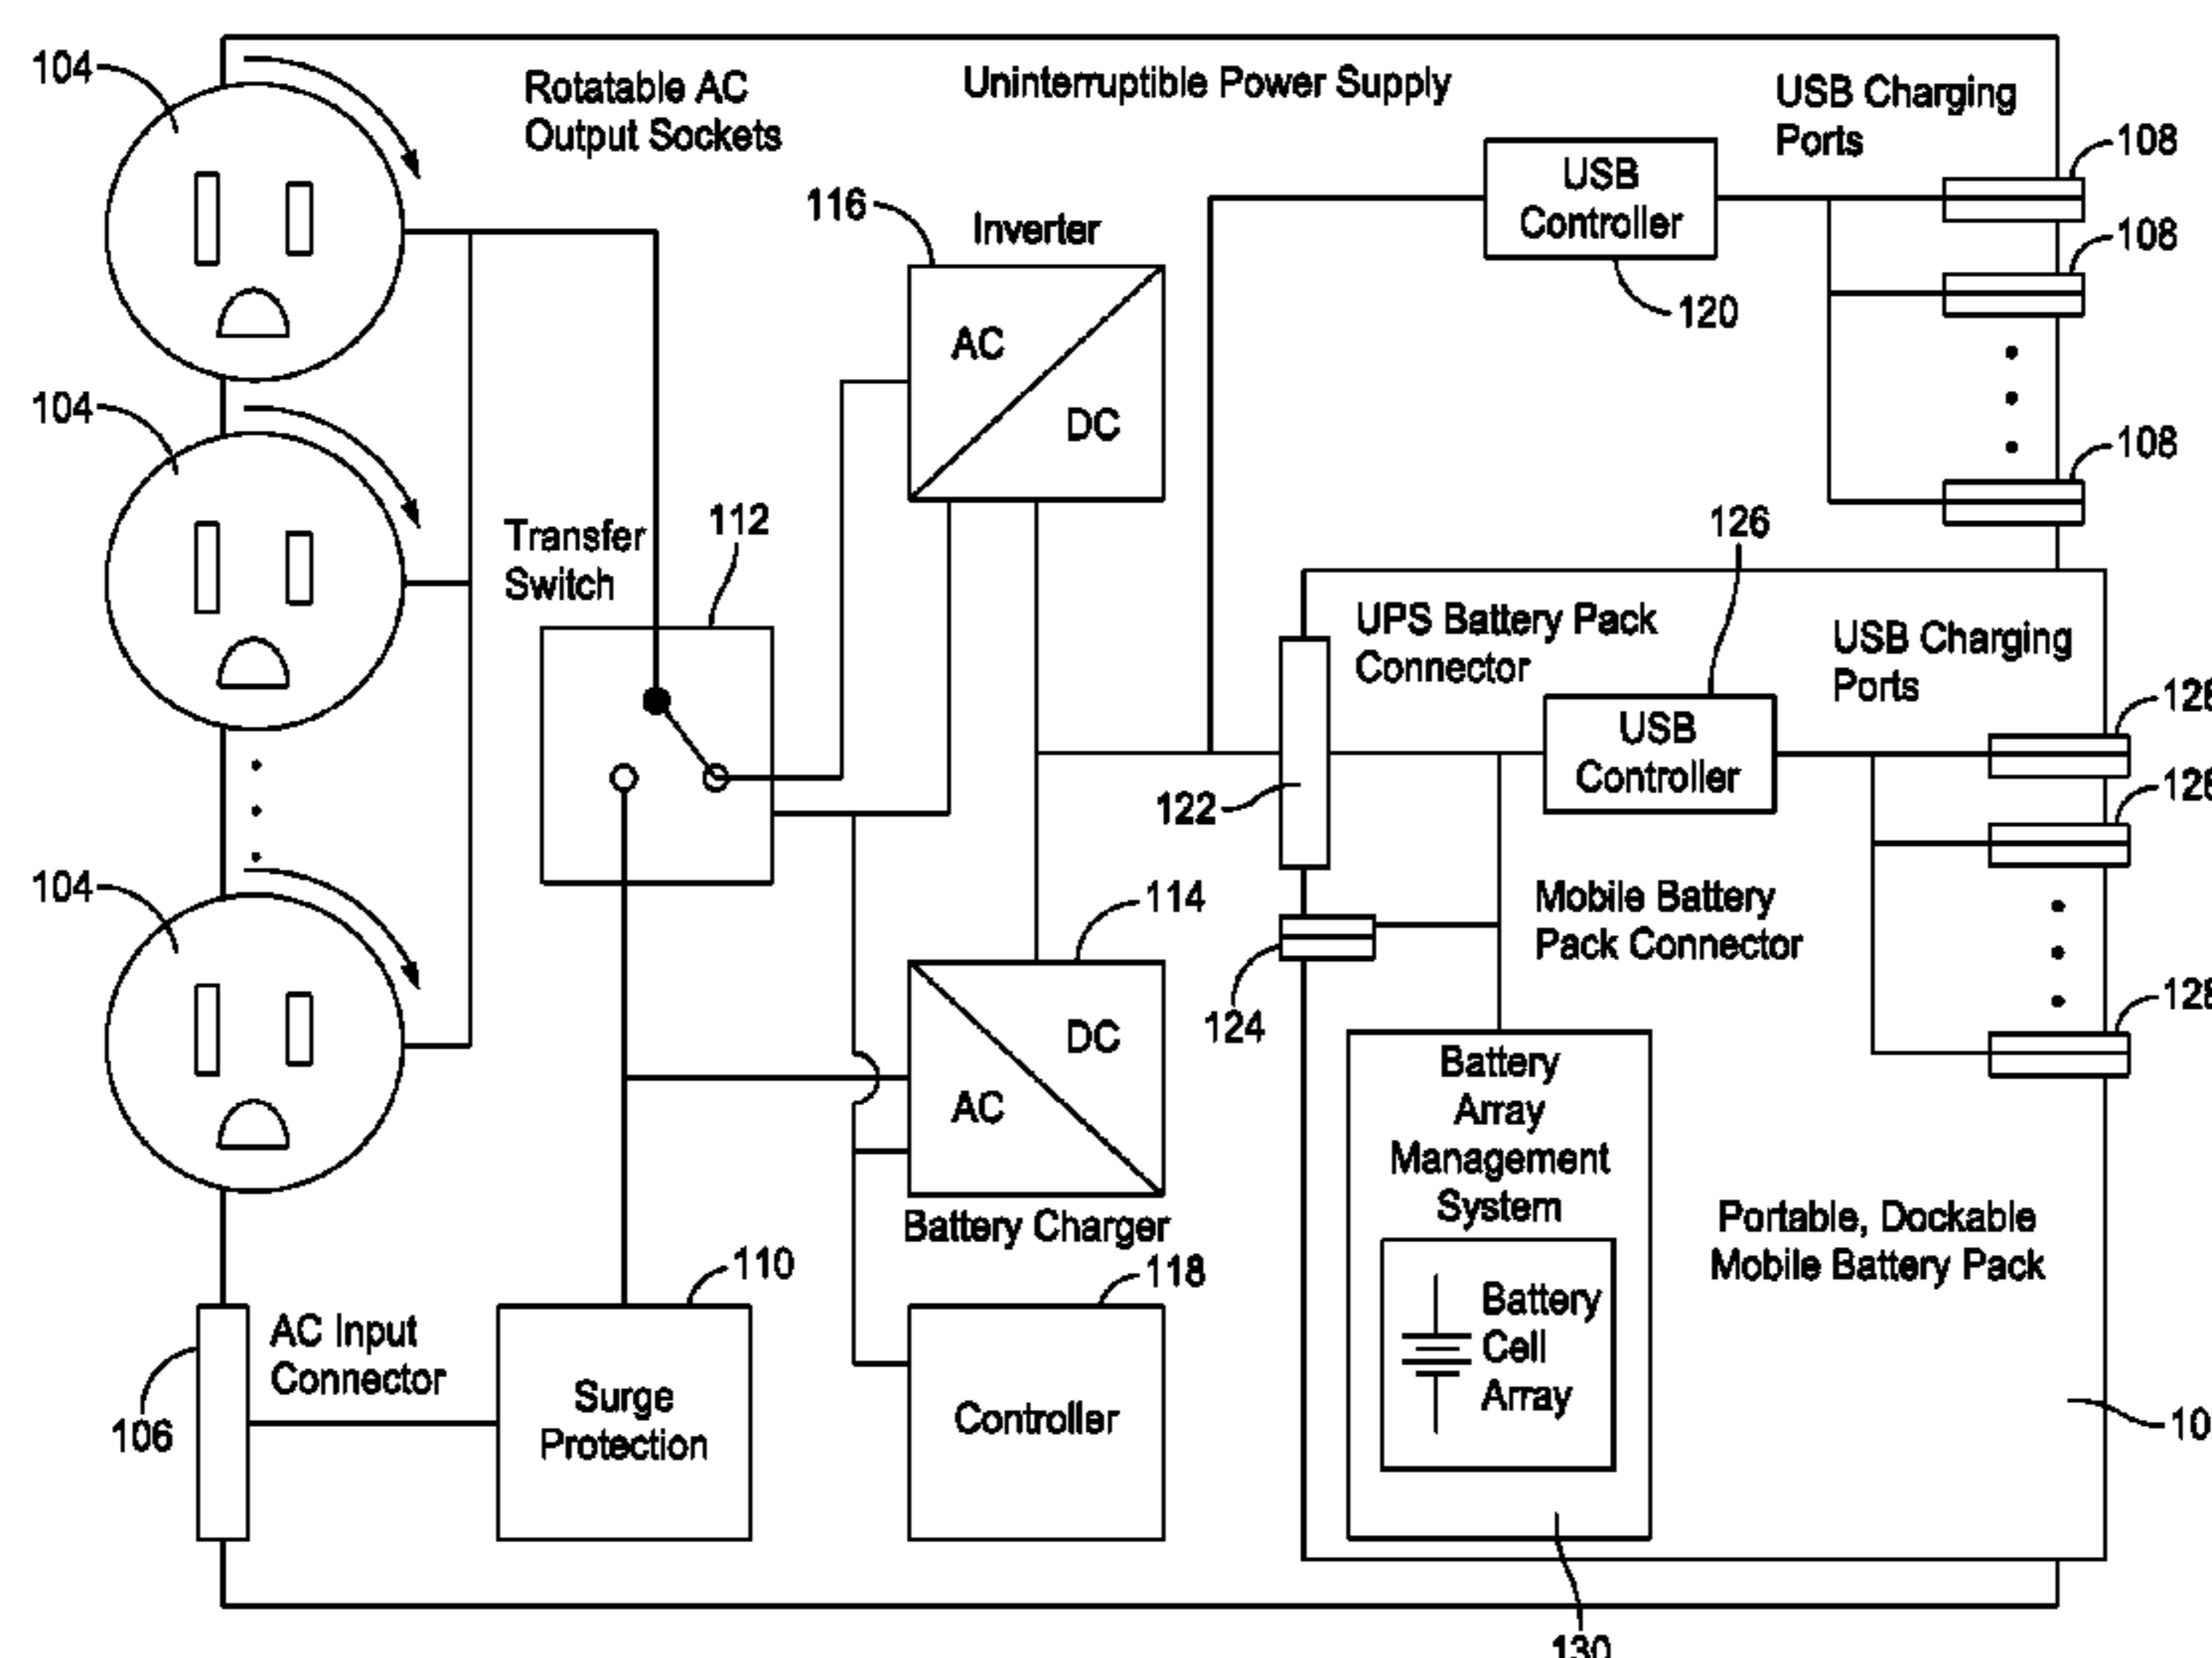 104
Rotatable AC
Output Sockets
Uninterruptible Power Supply
USB Charging
Ports
108
USB
Controller
120
108
108
116
Inverter
AC
DC
104
Transfer
Switch
112
126
UPS Battery Pack
Connector
USB Charging
Ports
USB
Controller
122
128
104
114
DC
AC
Battery Charger
Mobile Battery
Pack Connector
124
Battery
Array
Management
System
Battery
Cell
Array
Portable, Dockable
Mobile Battery Pack
106
AC Input
Connector
110
Surge
Protection
118
Controller
10
130